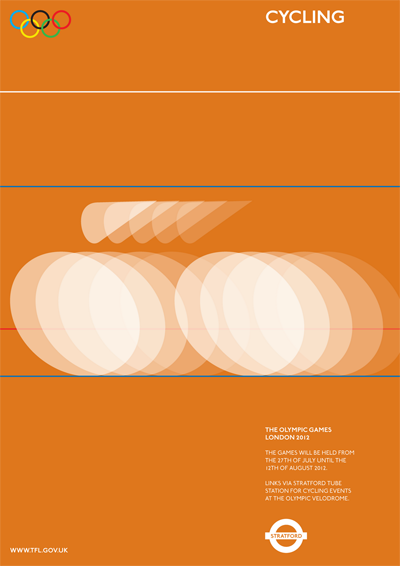 CYCLING
THE OLYMPIC GAMES
LONDON 2012
THE GAMES WILL BE HELD FROM
THE 27TH OF JULY UNTIL THE
12TH OF AUGUST 2012.
LINKS VIA STRATFORD TUBE
STATION FOR CYCLING EVENTS
AT THE OLYMPIC VELODROME.
STRATFORD
WWW.TFL.GOV.UK